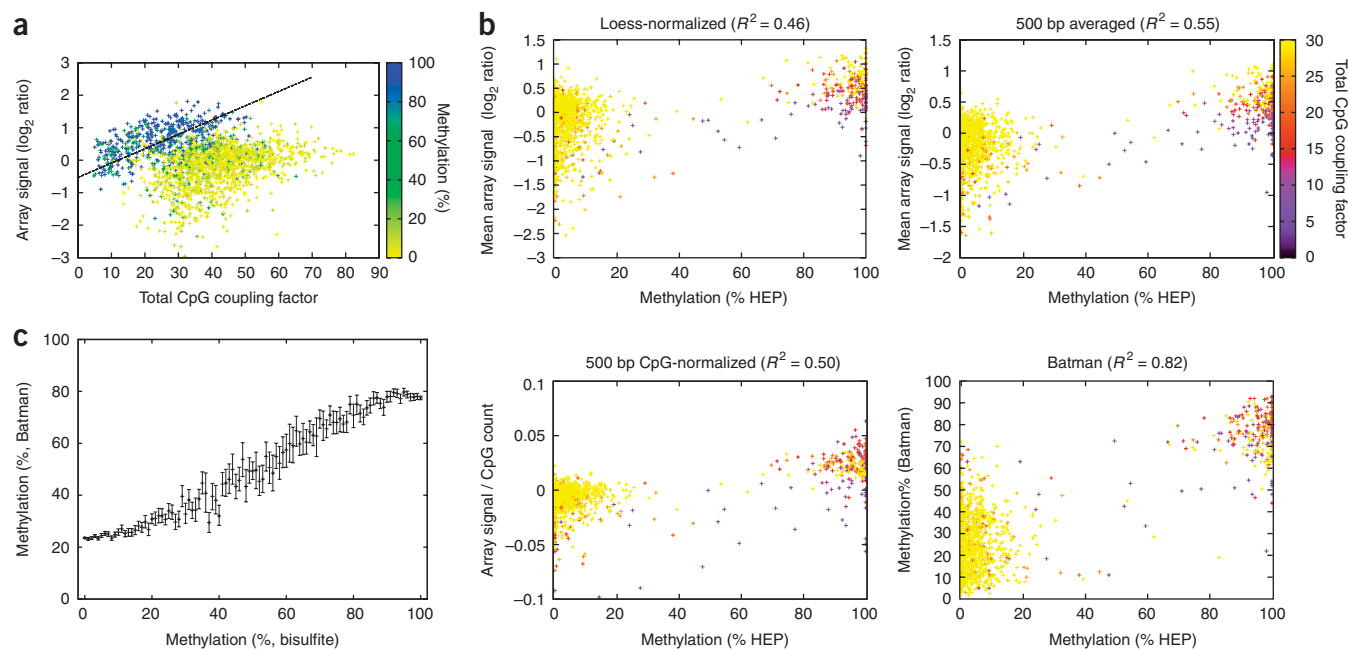 a
Array signal (log2 ratio)
3
2
1
0
−1
−2
−3
0 10 20 30 40 50 60 70 80 90
Total CpG coupling factor
100
80
60
40
20
0
Methylation (%)
b
Loess-normalized (R2 = 0.46)
Mean array signal (log2 ratio)
1.5
1
0.5
0
−0.5
−1
−1.5
−2
−2.5
−3
0 20 40 60 80 100
Methylation (% HEP)
500 bp averaged (R2 = 0.55)
Mean array signal (log2 ratio)
1.5
1
0.5
0
−0.5
−1
−1.5
−2
0 20 40 60 80 100
Methylation (% HEP)
30
25
20
15
10
5
0
Total CpG coupling factor
500 bp CpG-normalized (R2 = 0.50)
Array signal / CpG count
0.1
0.05
0
−0.05
−0.1
0 20 40 60 80 100
Methylation (% HEP)
Batman (R2 = 0.82)
Methylation% (Batman)
100
90
80
70
60
50
40
30
20
10
0
0 20 40 60 80 100
Methylation (% HEP)
c
Methylation (%, Batman)
100
80
60
40
20
0
0 20 40 60 80 100
Methylation (%, bisulfite)